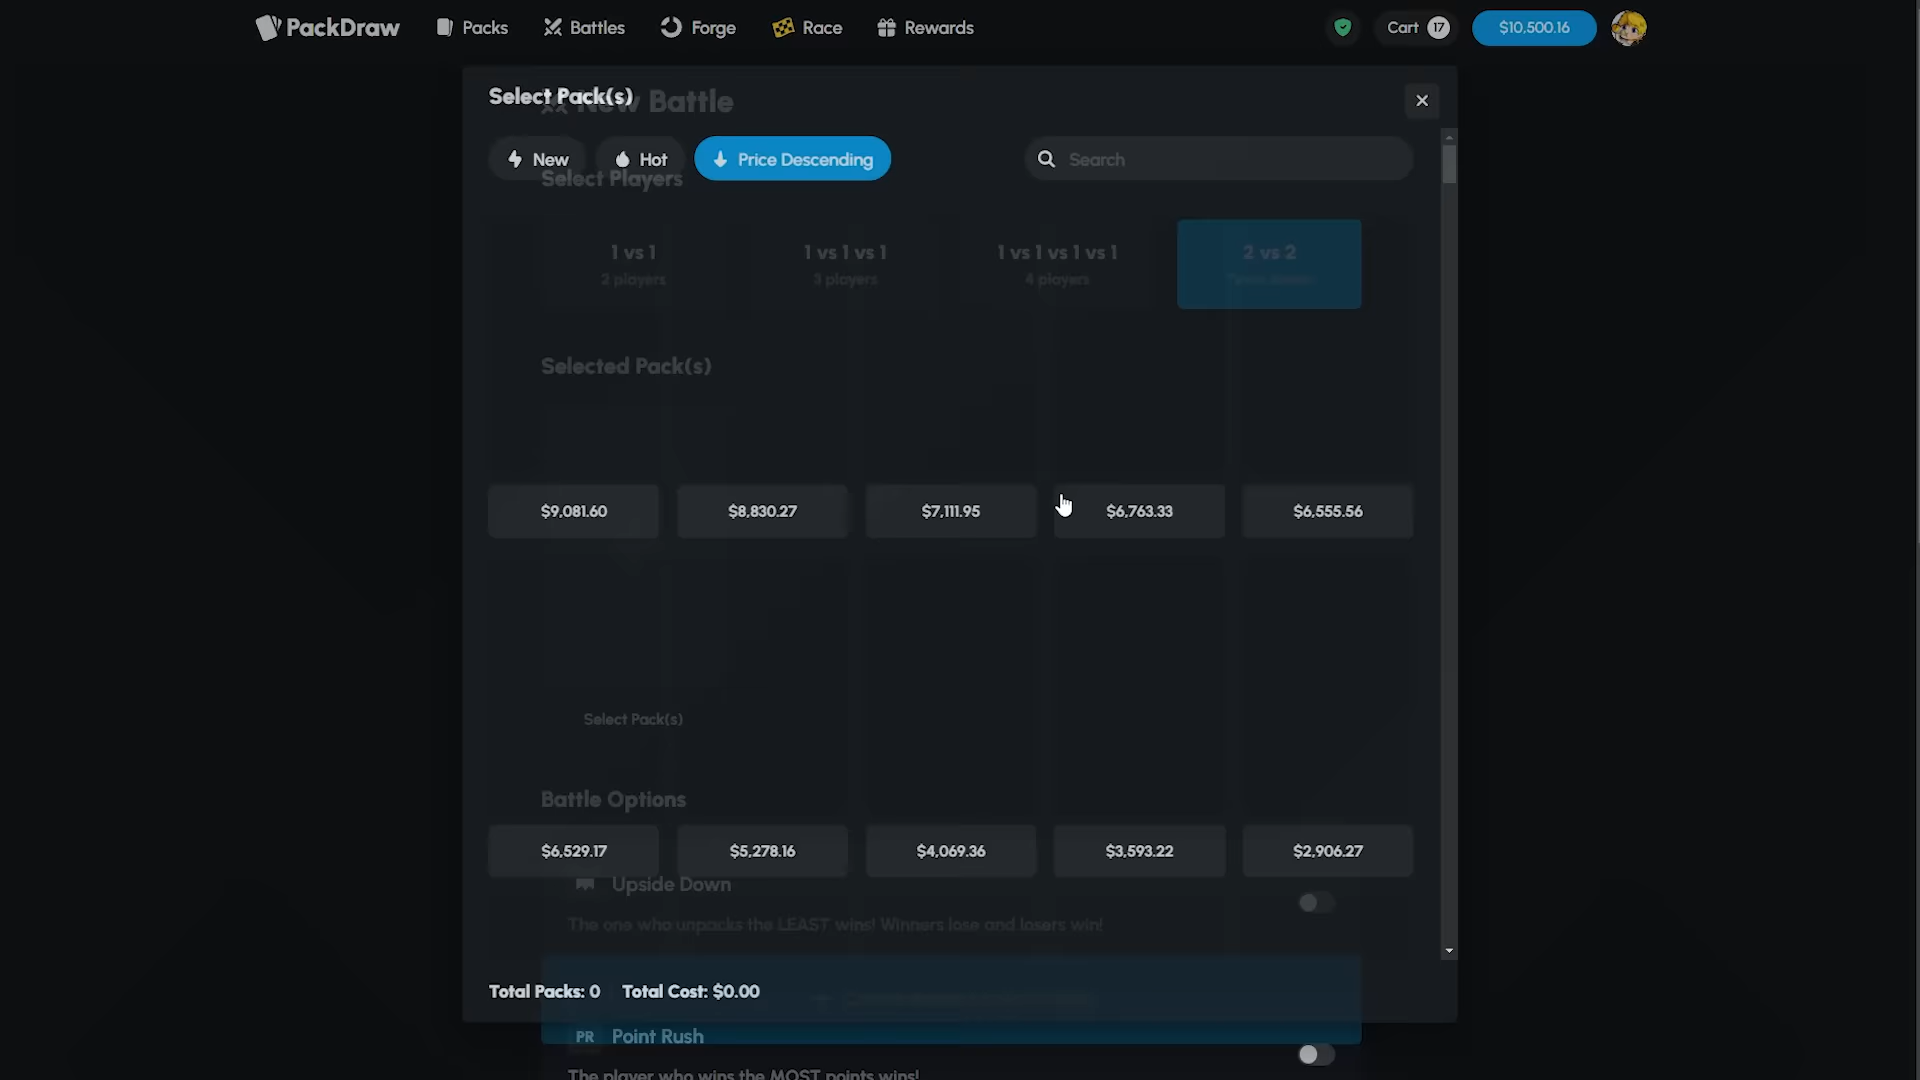 PackDraw Packs Battles Forge Race Rewards Cart 17 $10,500.16
Select Pack(s)
New Battle
New Hot Price Descending Search
Select Players
1 vs 1 1 vs 1 vs 1 1 vs 1 vs 1 vs 1 2 vs 2
2 players 3 players 4 players
Selected Pack(s)
$9,081.60 $8,830.27 $7,111.95 $6,763.33 $6,555.56
Select Pack(s)
Battle Options
$6,529.17 $5,278.16 $4,069.36 $3,593.22 $2,906.27
Upside Down
The one who unpacks the LEAST wins! Winners lose and losers win!
Total Packs: 0 Total Cost: $0.00
PR Point Rush
The player who wins the MOST points wins!